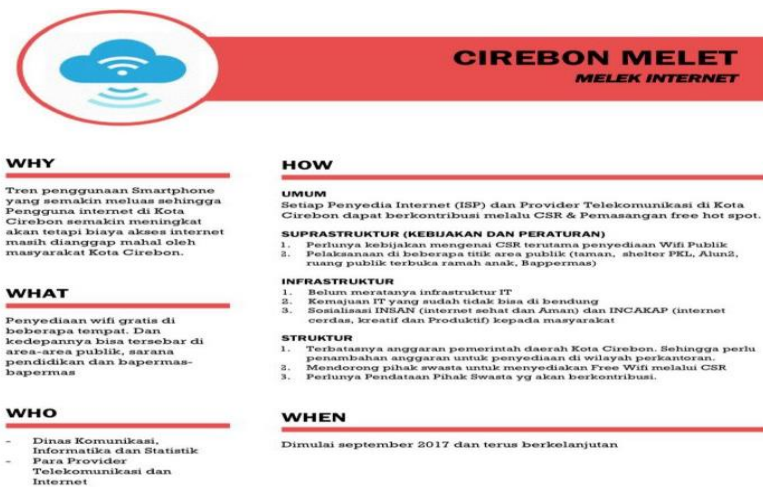 CIREBON MELET
MELEK INTERNET
WHY
Tren penggunaan Smartphone
yang semakin meluas sehingga
Pengguna internet di Kota
Cirebon semakin meningkat
akan tetapi biaya akses internet
masih dianggap mahal oleh
masyarakat Kota Cirebon.
WHAT
Penyediaan wifi gratis di
beberapa tempat. Dan
kedepannya bisa tersebar di
area-area publik, sarana
pendidikan dan bapermas-
bapermas
WHO
- Dinas Komunikasi,
Informatika dan Statistik
- Para Provider
Telekomunikasi dan
Internet
HOW
UMUM
Setiap Penyedia Internet (ISP) dan Provider Telekomunikasi di Kota
Cirebon dapat berkontribusi melalu CSR & Pemasangan free hot spot.
SUPRASTRUKTUR (KEBIJAKAN DAN PERATURAN)
1. Perlunya kebijakan mengenai CSR terutama penyediaan Wifi Publik
2. Pelaksanaan di beberapa titik area publik (taman, shelter PKL, Alun2,
ruang publik terbuka ramah anak, Bappermas)
INFRASTRUKTUR
1. Belum meratanya infrastruktur IT
2. Kemajuan IT yang sudah tidak bisa di bendung
3. Sosialisasi INSAN (internet sehat dan Aman) dan INCAKAP (internet
cerdas, kreatif dan Produktif) kepada masyarakat
STRUKTUR
1. Terbatasnya anggaran pemerintah daerah Kota Cirebon. Sehingga perlu
penambahan anggaran untuk penyediaan di wilayah perkantoran.
2. Mendorong pihak swasta untuk menyediakan Free Wifi melalui CSR
3. Perlunya Pendataan Pihak Swasta yg akan berkontribusi.
WHEN
Dimulai september 2017 dan terus berkelanjutan